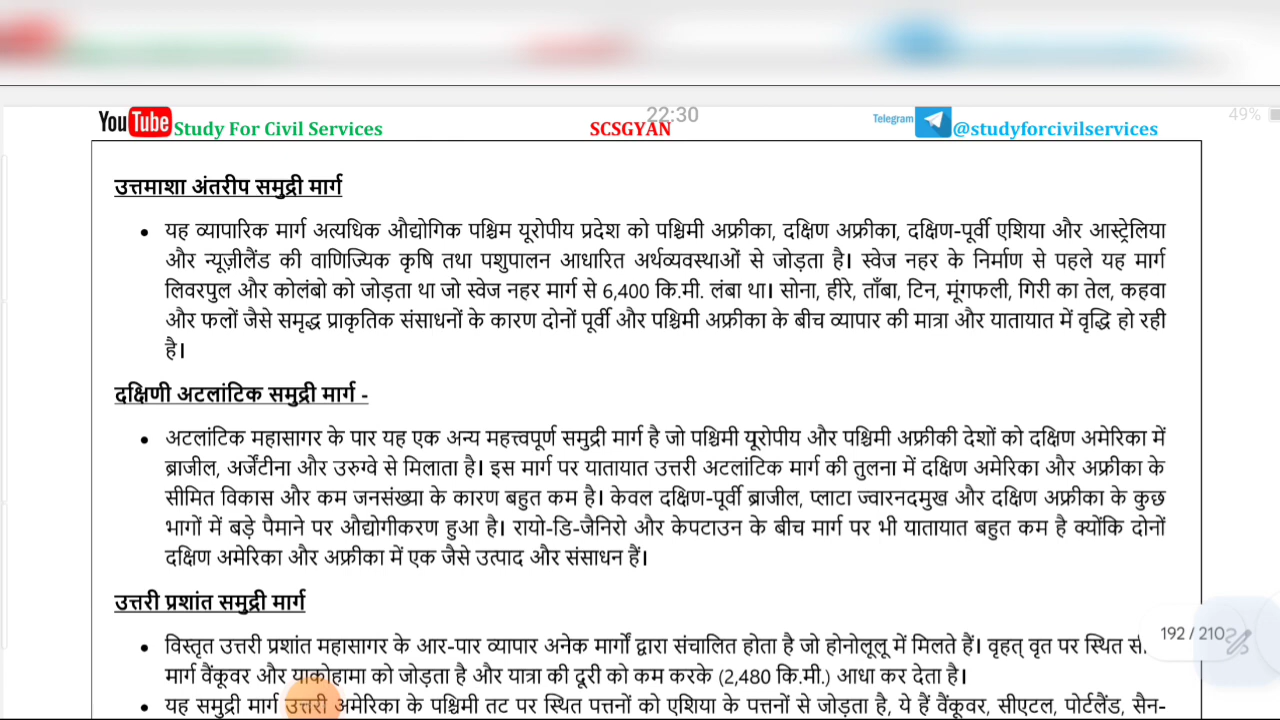 22:30
49%
YouTube Study For Civil Services SCSGYAN Telegram @studyforcivilservices
उत्तमाशा अंतरीप समुद्री मार्ग
• यह व्यापारिक मार्ग अत्यधिक औद्योगिक पश्चिम यूरोपीय प्रदेश को पश्चिमी अफ्रीका, दक्षिण अफ्रीका, दक्षिण-पूर्वी एशिया और आस्ट्रेलिया
और न्यूज़ीलैंड की वाणिज्यिक कृषि तथा पशुपालन आधारित अर्थव्यवस्थाओं से जोड़ता है। स्वेज नहर के निर्माण से पहले यह मार्ग
लिवरपुल और कोलंबो को जोड़ता था जो स्वेज नहर मार्ग से 6,400 कि.मी. लंबा था। सोना, हीरे, ताँबा, टिन, मूंगफली, गिरी का तेल, कहवा
और फलों जैसे समृद्ध प्राकृतिक संसाधनों के कारण दोनों पूर्वी और पश्चिमी अफ्रीका के बीच व्यापार की मात्रा और यातायात में वृद्धि हो रही
है।
दक्षिणी अटलांटिक समुद्री मार्ग -
• अटलांटिक महासागर के पार यह एक अन्य महत्त्वपूर्ण समुद्री मार्ग है जो पश्चिमी यूरोपीय और पश्चिमी अफ्रीकी देशों को दक्षिण अमेरिका में
ब्राजील, अर्जेंटीना और उरुग्वे से मिलाता है। इस मार्ग पर यातायात उत्तरी अटलांटिक मार्ग की तुलना में दक्षिण अमेरिका और अफ्रीका के
सीमित विकास और कम जनसंख्या के कारण बहुत कम है। केवल दक्षिण-पूर्वी ब्राजील, प्लाटा ज्वारनदमुख और दक्षिण अफ्रीका के कुछ
भागों में बड़े पैमाने पर औद्योगीकरण हुआ है। रायो-डि-जैनिरो और केपटाउन के बीच मार्ग पर भी यातायात बहुत कम है क्योंकि दोनों
दक्षिण अमेरिका और अफ्रीका में एक जैसे उत्पाद और संसाधन हैं।
उत्तरी प्रशांत समुद्री मार्ग
• विस्तृत उत्तरी प्रशांत महासागर के आर-पार व्यापार अनेक मार्गों द्वारा संचालित होता है जो होनोलूलू में मिलते हैं। वृहत् वृत पर स्थित
मार्ग वैंकूवर और याकोहामा को जोड़ता है और यात्रा की दूरी को कम करके (2,480 कि.मी.) आधा कर देता है।
• यह समुद्री मार्ग उत्तरी अमेरिका के पश्चिमी तट पर स्थित पत्तनों को एशिया के पत्तनों से जोड़ता है, ये हैं वैंकूवर, सीएटल, पोर्टलैंड, सैन-
192 / 210